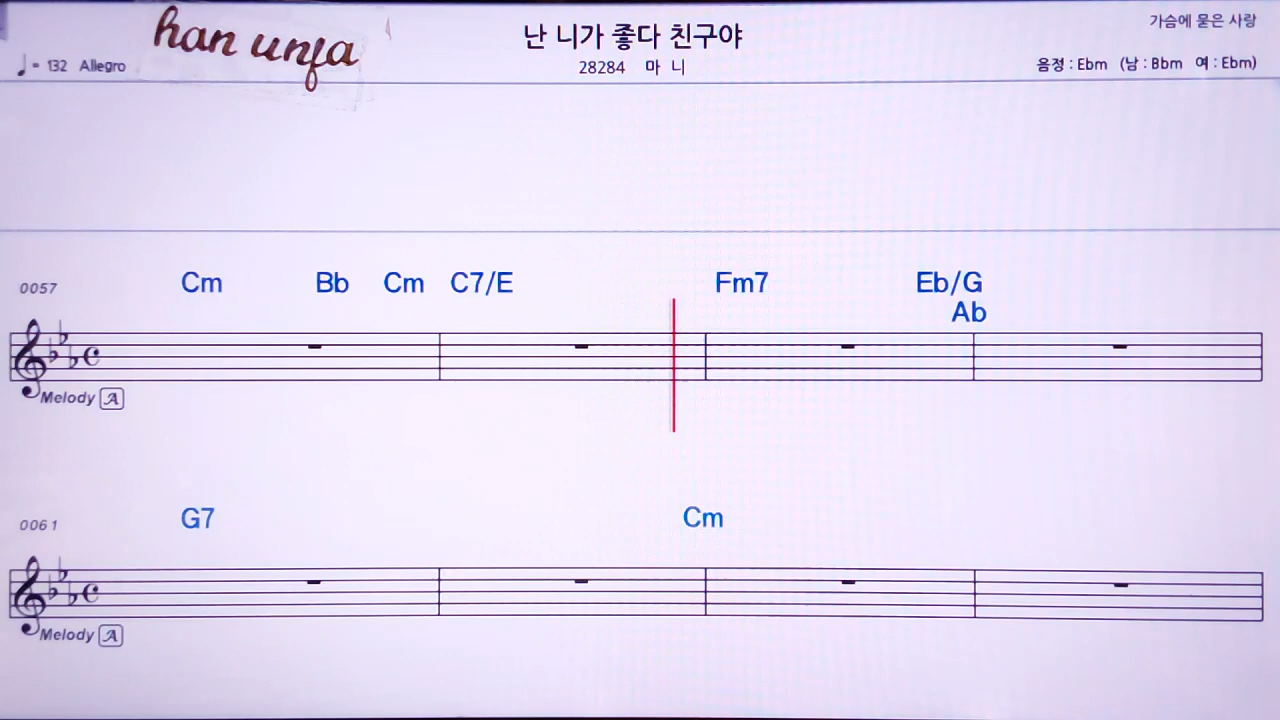 han unja
난 니가 좋다 친구야
가슴에 묻은 사랑
♩= 132 Allegro
28284 마 니
음정 : Ebm (남 : Bbm 여 : Ebm)
0057 Cm Bb Cm C7/E Fm7 Eb/G
Ab
Melody A
0061 G7 Cm
Melody A